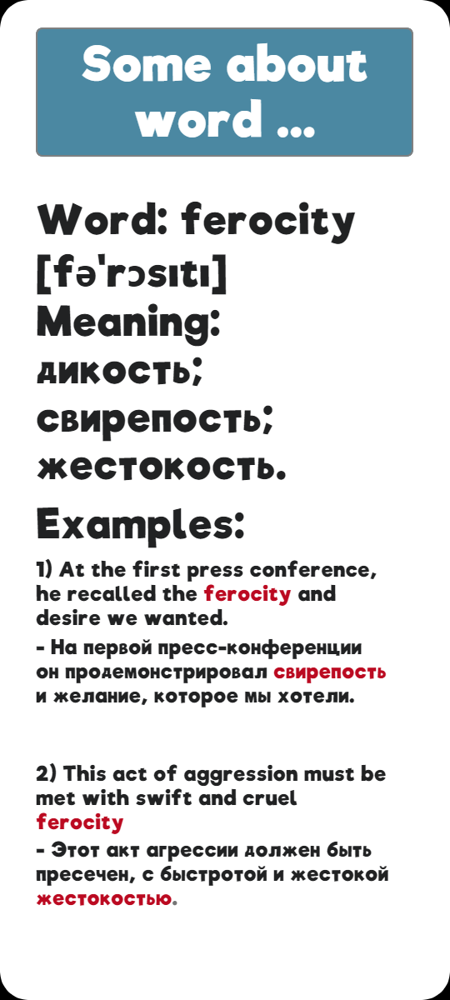 Some about
word ...
Word: ferocity
[fə'rɔsıtı]
Meaning:
дикость;
свирепость;
жестокость.
Examples:
1) At the first press conference,
he recalled the ferocity and
desire we wanted.
- На первой пресс-конференции
он продемонстрировал свирепость
и желание, которое мы хотели.
2) This act of aggression must be
met with swift and cruel
ferocity
- Этот акт агрессии должен быть
пресечен, с быстротой и жестокой
жестокостью.